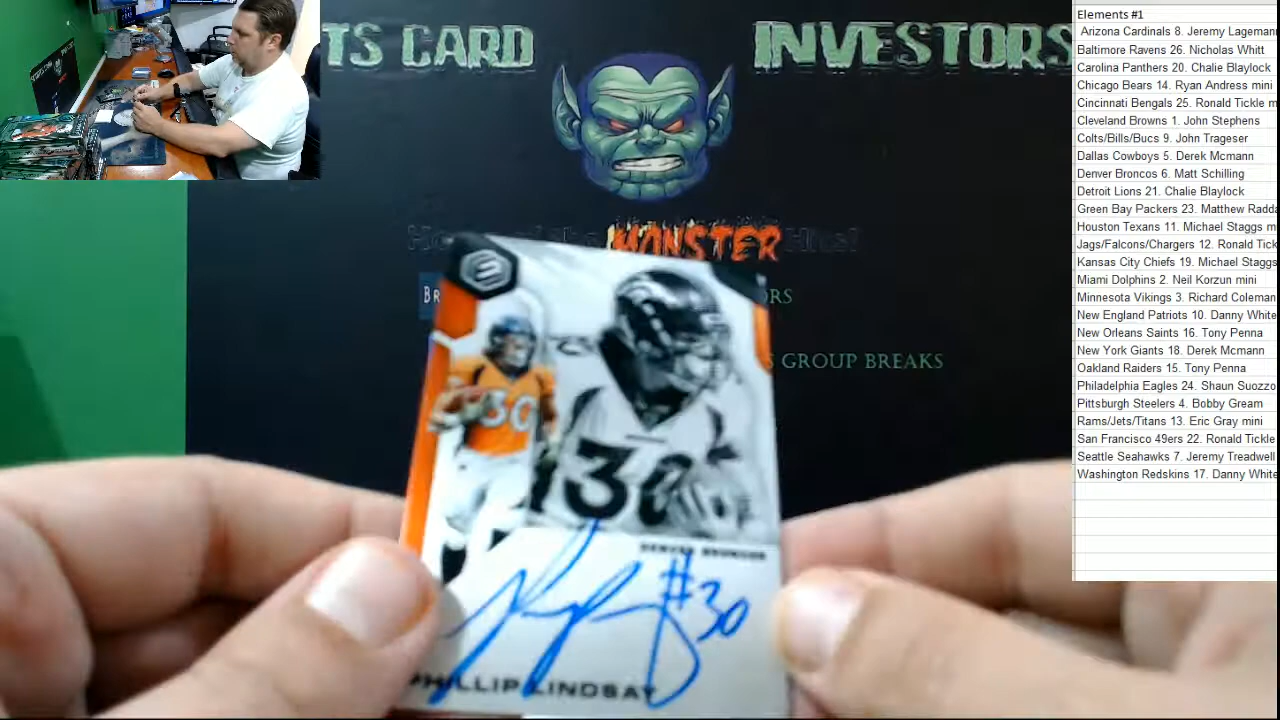 TS CARD INVESTORS
MONSTER
GROUP BREAKS
30
30
DENVER BRONCOS
#30
PHILLIP LINDSAY
Elements #1
Arizona Cardinals 8. Jeremy Lageman
Baltimore Ravens 26. Nicholas Whitt
Carolina Panthers 20. Chalie Blaylock
Chicago Bears 14. Ryan Andress mini
Cincinnati Bengals 25. Ronald Tickle m
Cleveland Browns 1. John Stephens
Colts/Bills/Bucs 9. John Trageser
Dallas Cowboys 5. Derek Mcmann
Denver Broncos 6. Matt Schilling
Detroit Lions 21. Chalie Blaylock
Green Bay Packers 23. Matthew Radda
Houston Texans 11. Michael Staggs m
Jags/Falcons/Chargers 12. Ronald Tick
Kansas City Chiefs 19. Michael Staggs
Miami Dolphins 2. Neil Korzun mini
Minnesota Vikings 3. Richard Coleman
New England Patriots 10. Danny White
New Orleans Saints 16. Tony Penna
New York Giants 18. Derek Mcmann
Oakland Raiders 15. Tony Penna
Philadelphia Eagles 24. Shaun Suozzo
Pittsburgh Steelers 4. Bobby Gream
Rams/Jets/Titans 13. Eric Gray mini
San Francisco 49ers 22. Ronald Tickle
Seattle Seahawks 7. Jeremy Treadwell
Washington Redskins 17. Danny White